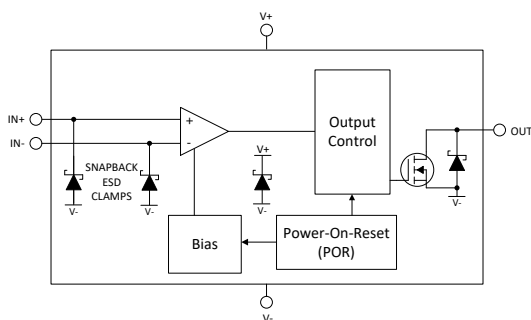 V+
IN+
IN-
+
-
SNAPBACK
ESD
CLAMPS
V-
V-
V+
V-
Output
Control
OUT
V-
Bias
Power-On-Reset
(POR)
V-